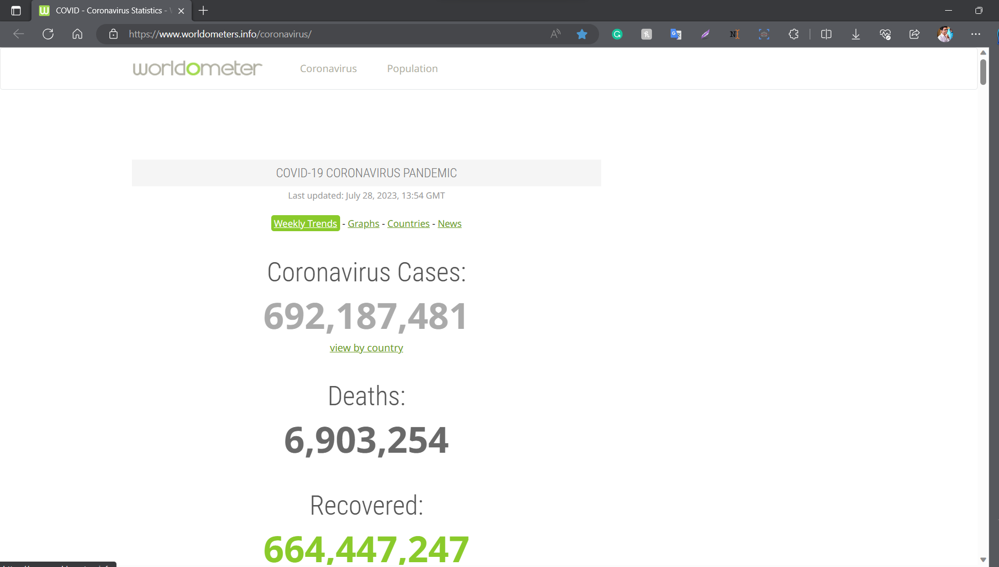 COVID - Coronavirus Statistics -
https://www.worldometers.info/coronavirus/
worldometer
Coronavirus
Population
COVID-19 CORONAVIRUS PANDEMIC
Last updated: July 28, 2023, 13:54 GMT
Weekly Trends - Graphs - Countries - News
Coronavirus Cases:
692,187,481
view by country
Deaths:
6,903,254
Recovered:
664,447,247